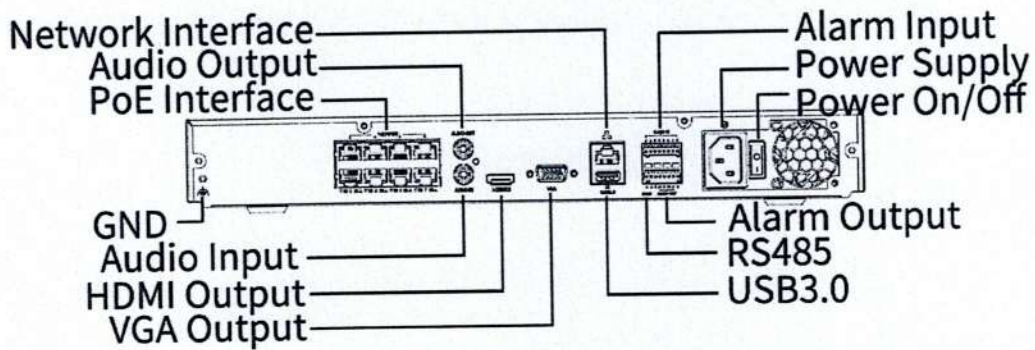 Network Interface
Audio Output
PoE Interface
Alarm Input
Power Supply
Power On/Off
GND
Audio Input
HDMI Output
VGA Output
Alarm Output
RS485
USB3.0
VGA